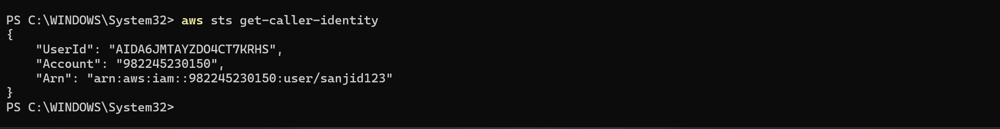 PS C:\WINDOWS\System32> aws sts get-caller-identity
{
    "UserId": "AIDA6JMTAYZDO4CT7KRHS",
    "Account": "982245230150",
    "Arn": "arn:aws:iam::982245230150:user/sanjid123"
}
PS C:\WINDOWS\System32>